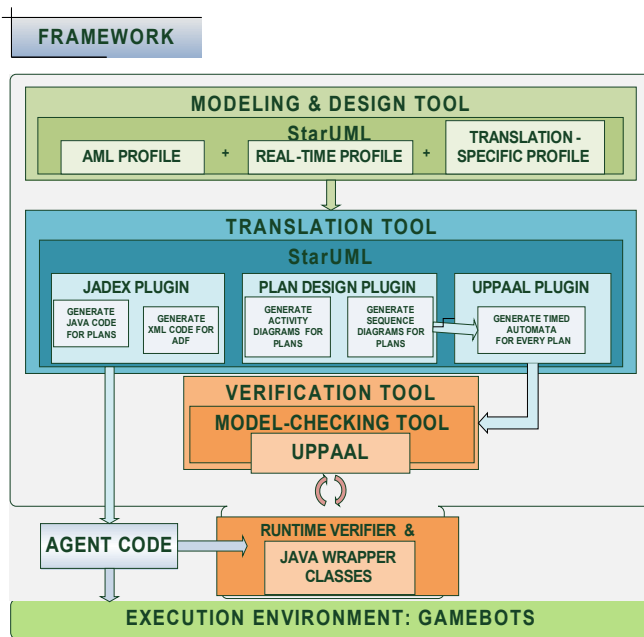 FRAMEWORK
MODELING & DESIGN TOOL
StarUML
AML PROFILE
+
REAL-TIME PROFILE
+
TRANSLATION -
SPECIFIC PROFILE
TRANSLATION TOOL
StarUML
JADEX PLUGIN
GENERATE
JAVA CODE
FOR PLANS
GENERATE
XML CODE FOR
ADF
PLAN DESIGN PLUGIN
GENERATE
ACTIVITY
DIAGRAMS FOR
PLANS
GENERATE
SEQUENCE
DIAGRAMS FOR
PLANS
UPPAAL PLUGIN
GENERATE TIMED
AUTOMATA
FOR EVERY PLAN
VERIFICATION TOOL
MODEL-CHECKING TOOL
UPPAAL
AGENT CODE
RUNTIME VERIFIER &
JAVA WRAPPER
CLASSES
EXECUTION ENVIRONMENT: GAMEBOTS